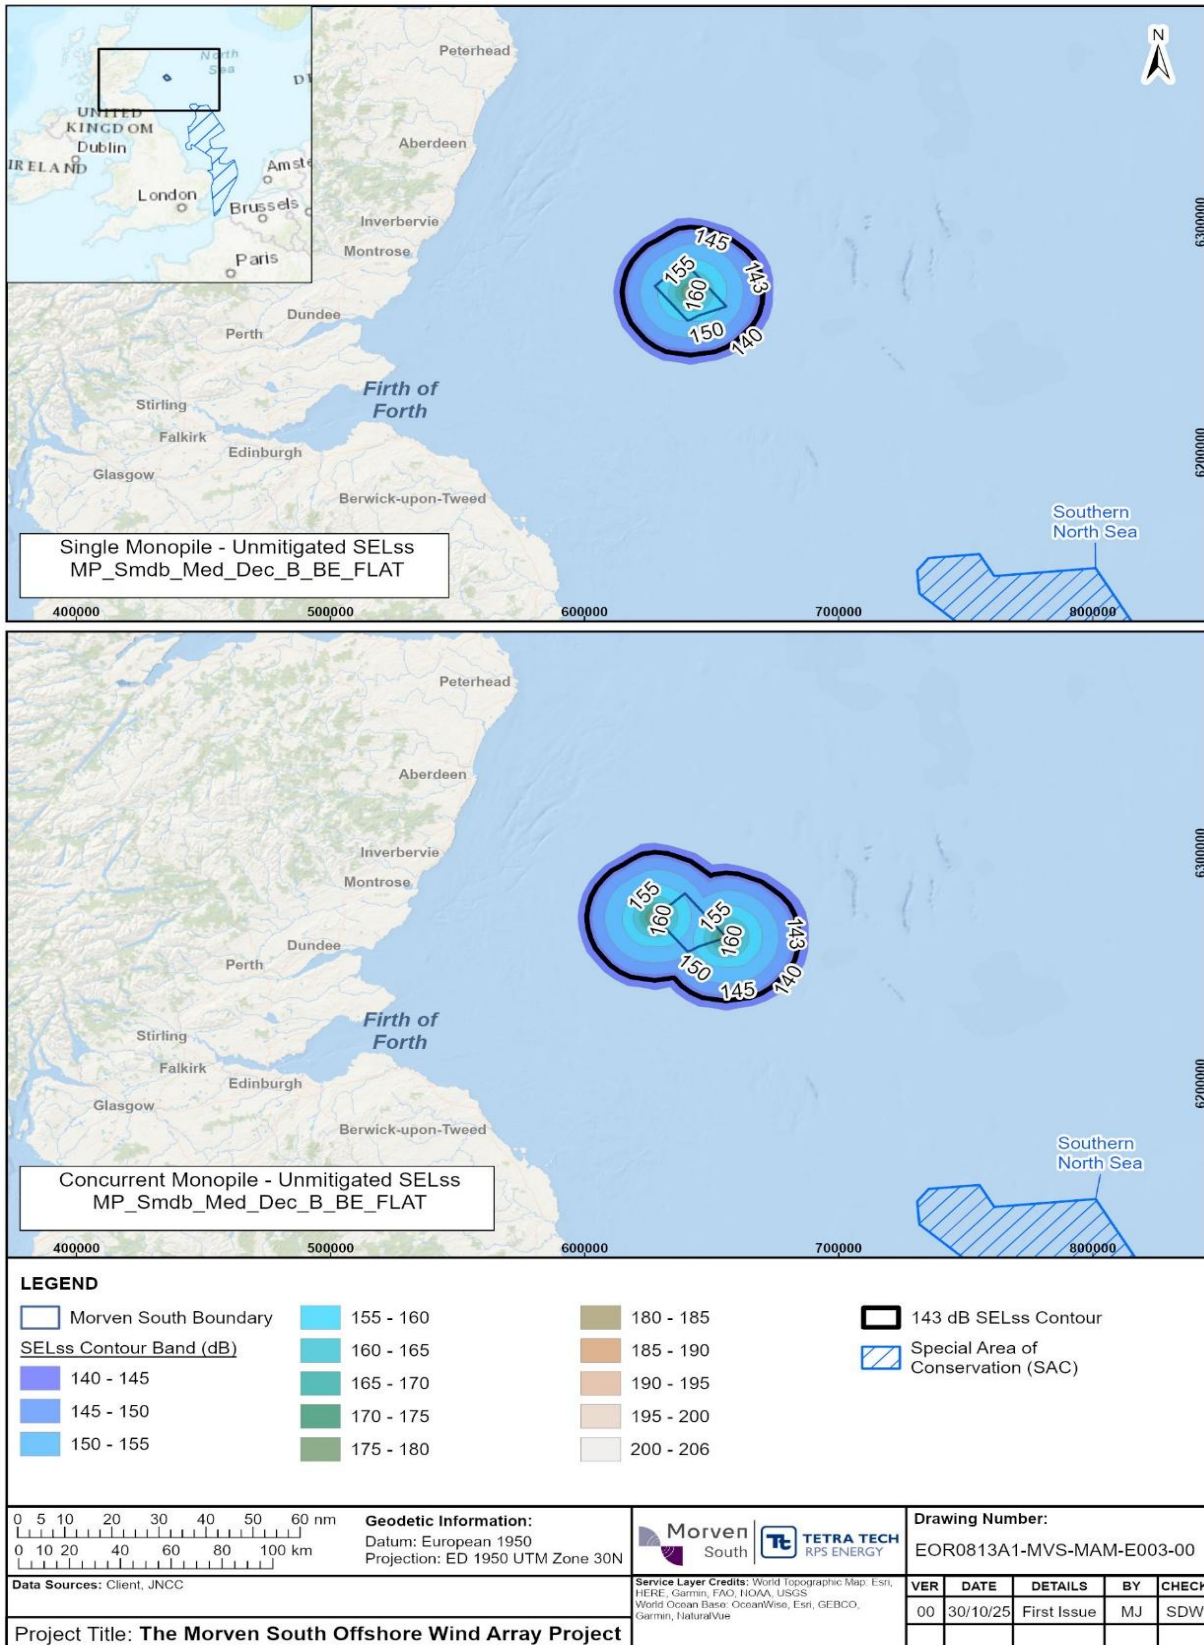 N
North
Sea
UNITED
KINGDOM
Dublin
IRELAND
London
Amste
Brussels
Paris
Peterhead
Aberdeen
Inverbervie
Montrose
Dundee
Perth
Stirling
Falkirk
Edinburgh
Glasgow
Firth of
Forth
Berwick-upon-Tweed
145
155
143
160
150
140
6300000
6200000
Southern
North Sea
Single Monopile - Unmitigated SELss
MP_Smdb_Med_Dec_B_BE_FLAT
400000 500000 600000 700000 800000
Peterhead
Aberdeen
Inverbervie
Montrose
Dundee
Perth
Stirling
Falkirk
Edinburgh
Glasgow
Firth of
Forth
Berwick-upon-Tweed
155
160
155
160
143
150
145
140
6300000
6200000
Southern
North Sea
Concurrent Monopile - Unmitigated SELss
MP_Smdb_Med_Dec_B_BE_FLAT
400000 500000 600000 700000 800000
LEGEND
Morven South Boundary
SELss Contour Band (dB)
140 - 145
145 - 150
150 - 155
155 - 160
160 - 165
165 - 170
170 - 175
175 - 180
180 - 185
185 - 190
190 - 195
195 - 200
200 - 206
143 dB SELss Contour
Special Area of
Conservation (SAC)
0 5 10 20 30 40 50 60 nm
0 10 20 40 60 80 100 km
Geodetic Information:
Datum: European 1950
Projection: ED 1950 UTM Zone 30N
Data Sources: Client, JNCC
Project Title: The Morven South Offshore Wind Array Project
Morven
South
Tt
TETRA TECH
RPS ENERGY
Service Layer Credits: World Topographic Map: Esri,
HERE, Garmin, FAO, NOAA, USGS
World Ocean Base: OceanWise, Esri, GEBCO,
Garmin, NaturalVue
Drawing Number:
EOR0813A1-MVS-MAM-E003-00
VER DATE DETAILS BY CHECK
00 30/10/25 First Issue MJ SDW